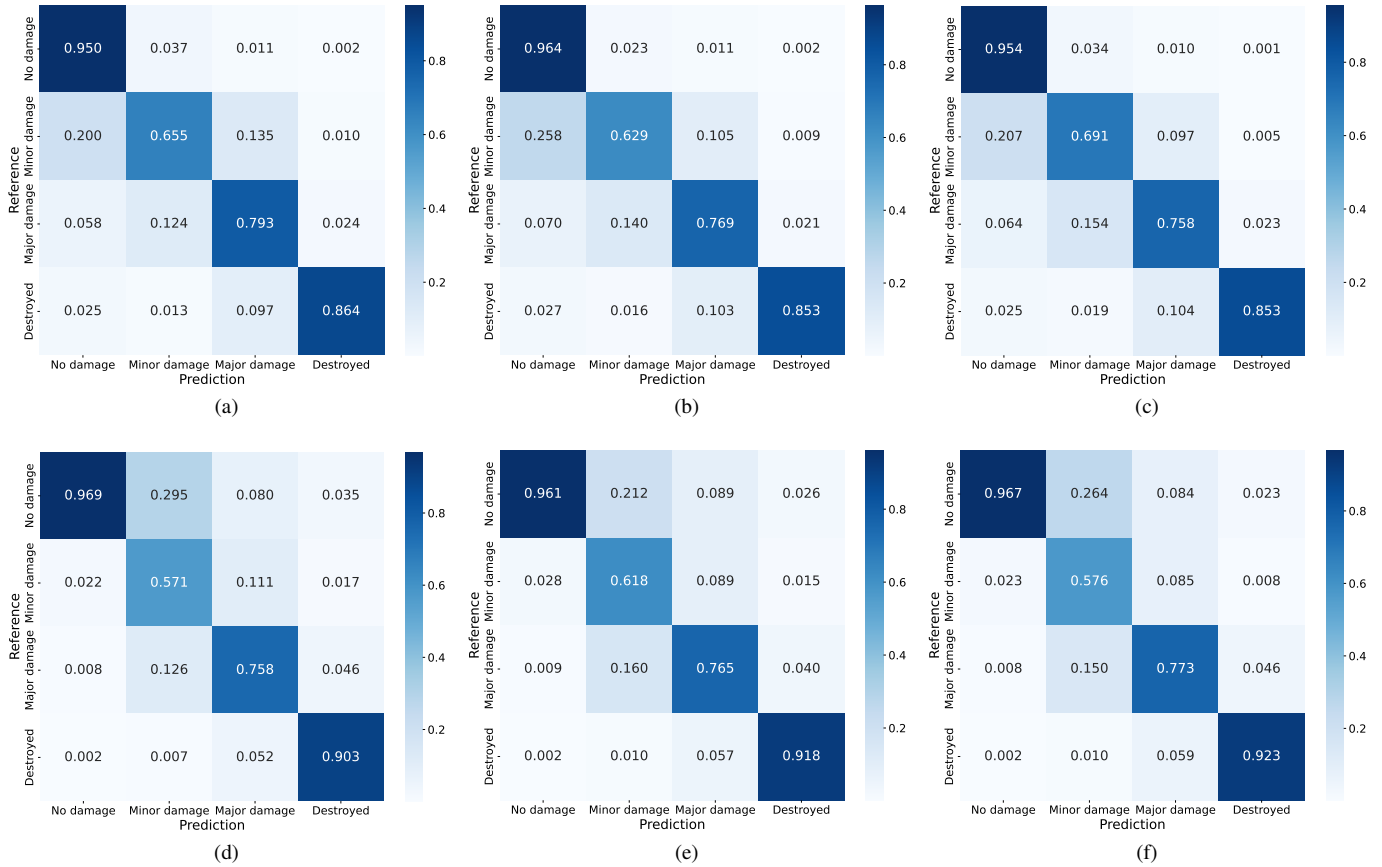 No damage 0.950 0.037 0.011 0.002
Minor damage 0.200 0.655 0.135 0.010
Major damage 0.058 0.124 0.793 0.024
Destroyed 0.025 0.013 0.097 0.864
Reference
No damage Minor damage Major damage Destroyed
Prediction
0.8
0.6
0.4
0.2
(a)
No damage 0.964 0.023 0.011 0.002
Minor damage 0.258 0.629 0.105 0.009
Major damage 0.070 0.140 0.769 0.021
Destroyed 0.027 0.016 0.103 0.853
Reference
No damage Minor damage Major damage Destroyed
Prediction
0.8
0.6
0.4
0.2
(b)
No damage 0.954 0.034 0.010 0.001
Minor damage 0.207 0.691 0.097 0.005
Major damage 0.064 0.154 0.758 0.023
Destroyed 0.025 0.019 0.104 0.853
Reference
No damage Minor damage Major damage Destroyed
Prediction
0.8
0.6
0.4
0.2
(c)
No damage 0.969 0.295 0.080 0.035
Minor damage 0.022 0.571 0.111 0.017
Major damage 0.008 0.126 0.758 0.046
Destroyed 0.002 0.007 0.052 0.903
Reference
No damage Minor damage Major damage Destroyed
Prediction
0.8
0.6
0.4
0.2
(d)
No damage 0.961 0.212 0.089 0.026
Minor damage 0.028 0.618 0.089 0.015
Major damage 0.009 0.160 0.765 0.040
Destroyed 0.002 0.010 0.057 0.918
Reference
No damage Minor damage Major damage Destroyed
Prediction
0.8
0.6
0.4
0.2
(e)
No damage 0.967 0.264 0.084 0.023
Minor damage 0.023 0.576 0.085 0.008
Major damage 0.008 0.150 0.773 0.046
Destroyed 0.002 0.010 0.059 0.923
Reference
No damage Minor damage Major damage Destroyed
Prediction
0.8
0.6
0.4
0.2
(f)